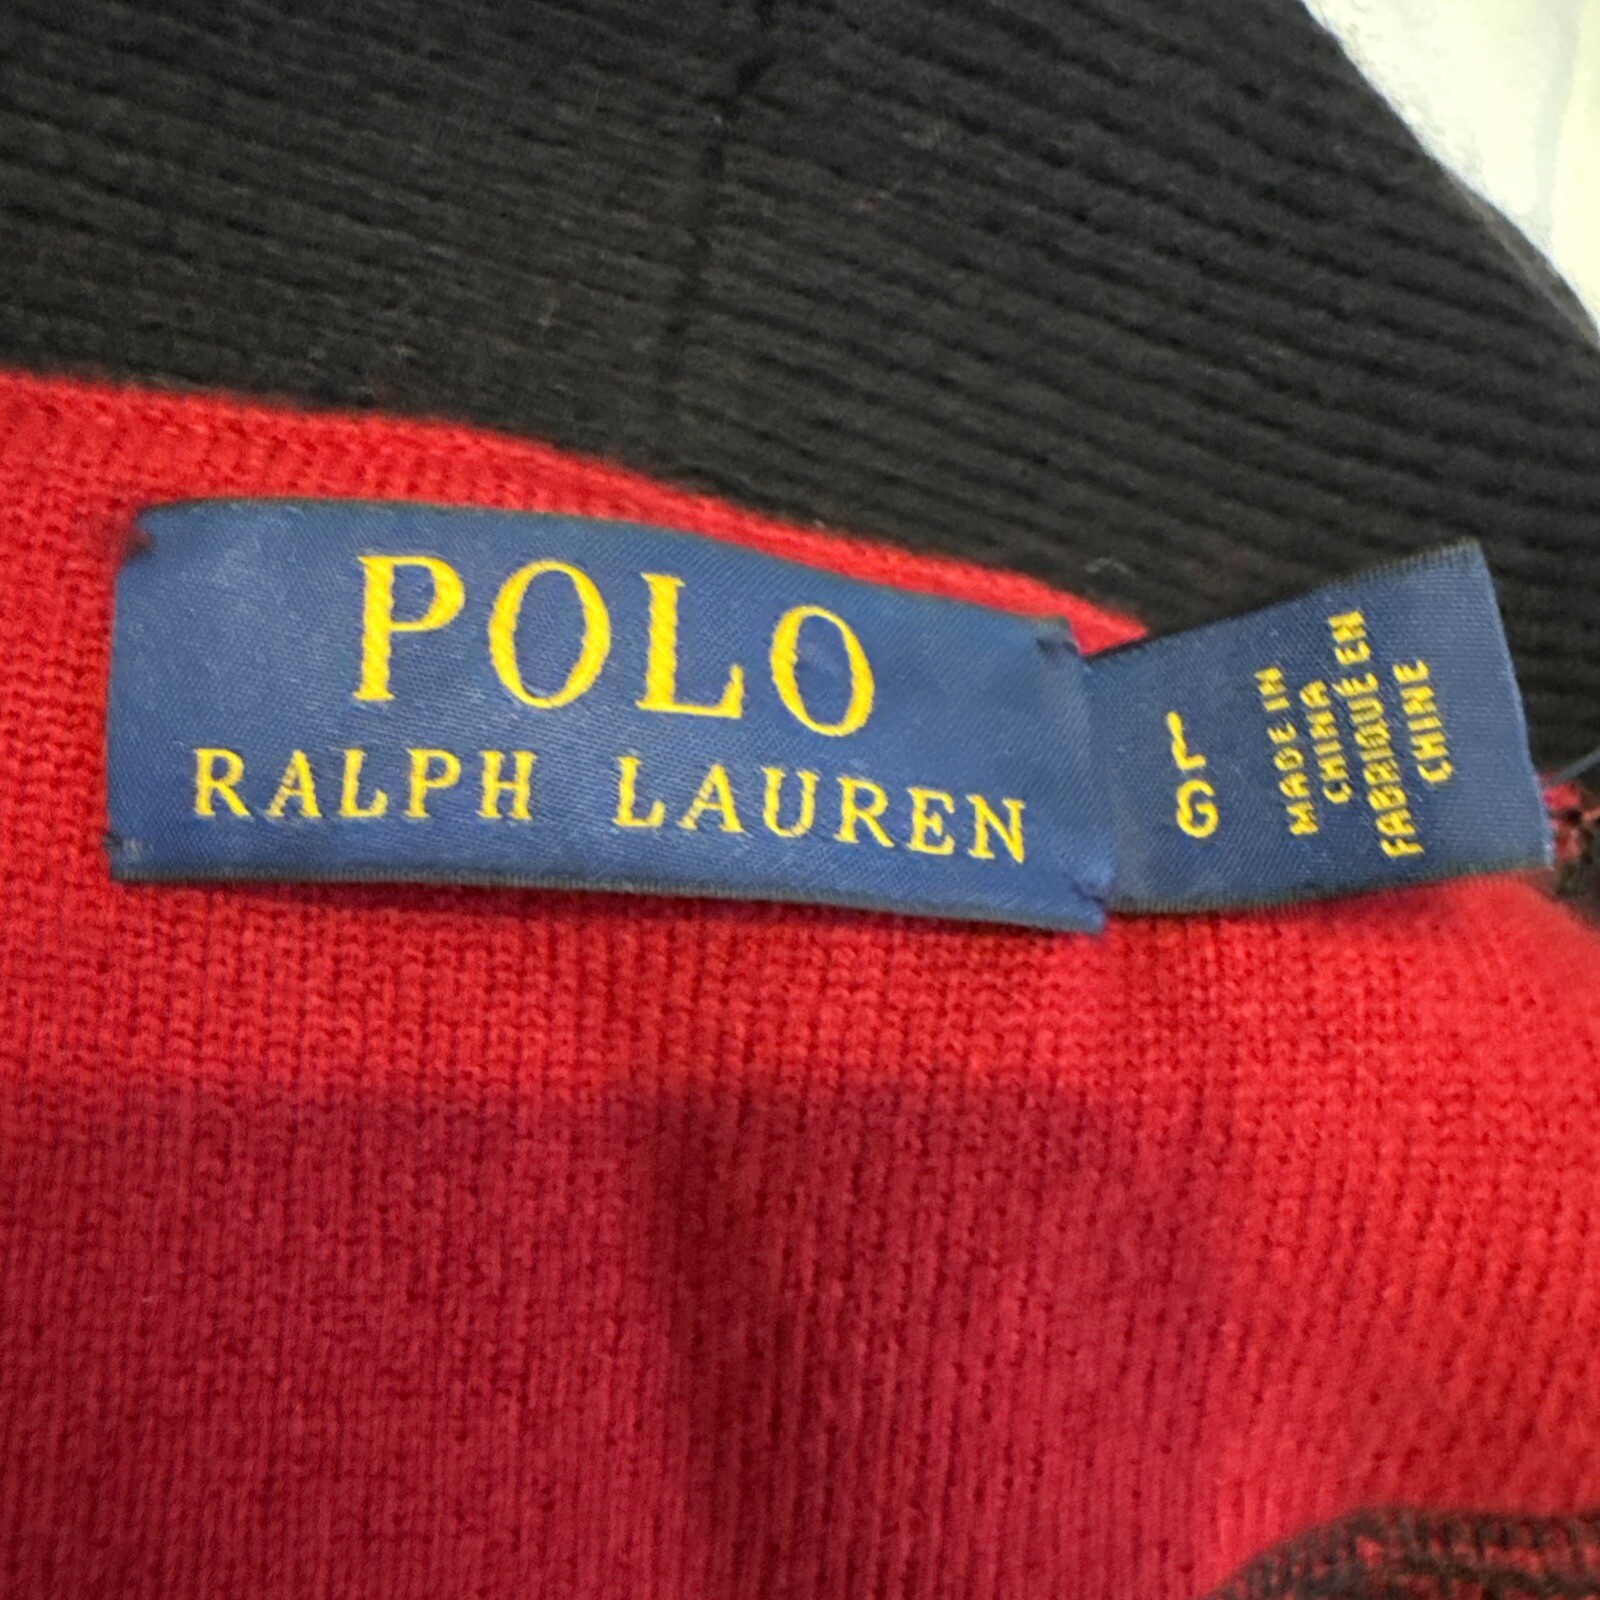 POLO
RALPH LAUREN
L
G
MADE IN
CHINA
FABRIQUÉ EN
CHINE